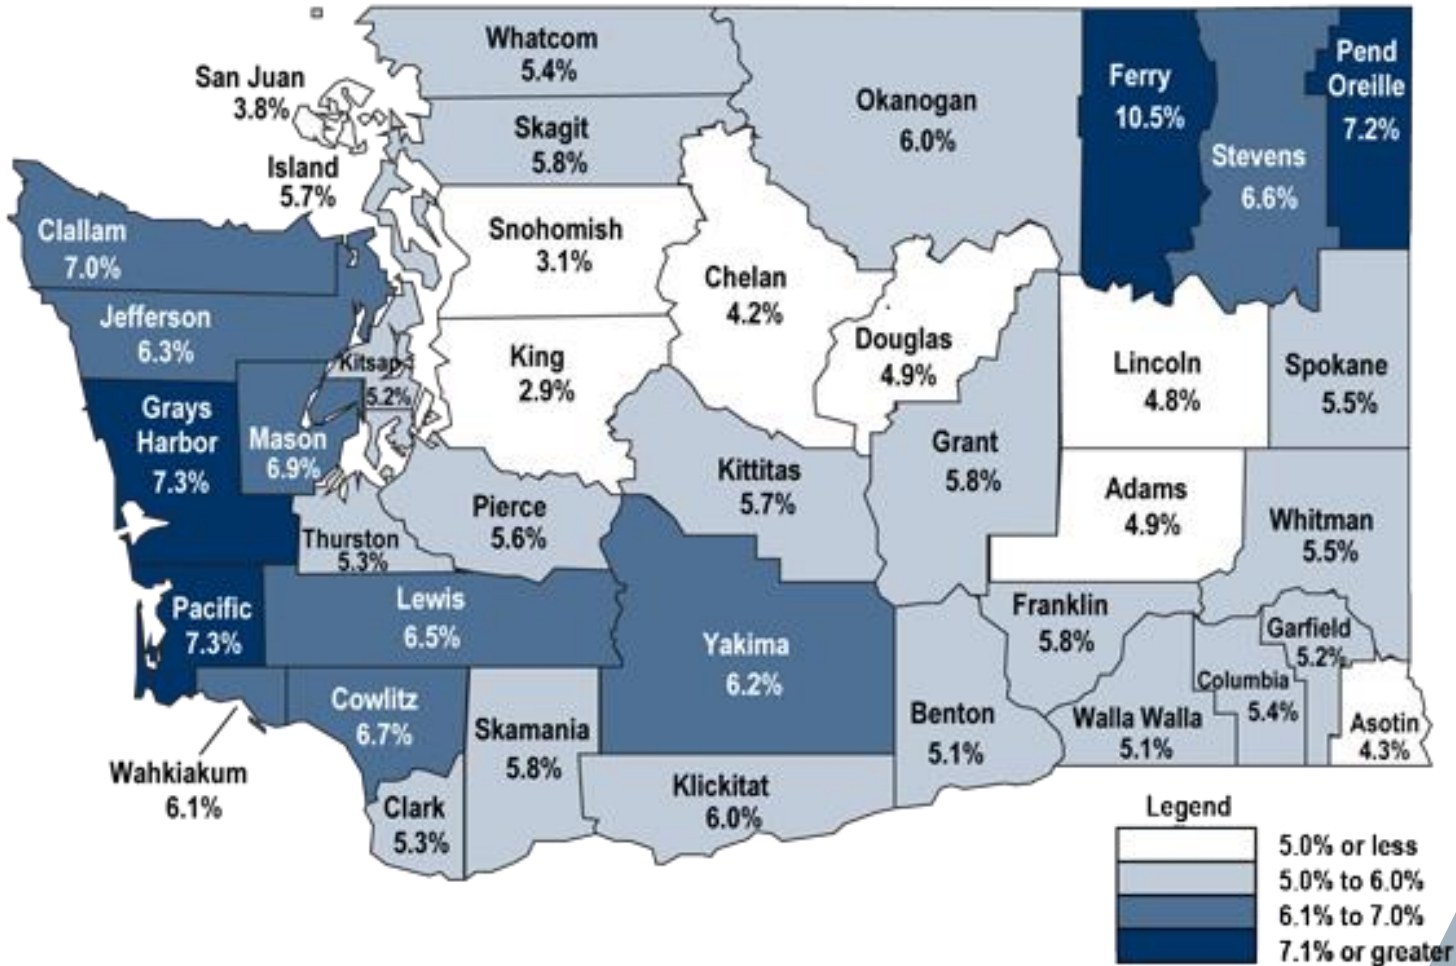 Whatcom
5.4%
San Juan
3.8%
Skagit
5.8%
Island
5.7%
Okanogan
6.0%
Ferry
10.5%
Stevens
6.6%
Pend
Oreille
7.2%
Clallam
7.0%
Snohomish
3.1%
Chelan
4.2%
Jefferson
6.3%
Kitsap
5.2%
King
2.9%
Douglas
4.9%
Lincoln
4.8%
Spokane
5.5%
Grays
Harbor
7.3%
Mason
6.9%
Grant
5.8%
Kittitas
5.7%
Adams
4.9%
Whitman
5.5%
Pierce
5.6%
Thurston
5.3%
Pacific
7.3%
Lewis
6.5%
Yakima
6.2%
Franklin
5.8%
Garfield
5.2%
Columbia
5.4%
Cowlitz
6.7%
Skamania
5.8%
Benton
5.1%
Walla Walla
5.1%
Asotin
4.3%
Wahkiakum
6.1%
Clark
5.3%
Klickitat
6.0%
Legend
5.0% or less
5.0% to 6.0%
6.1% to 7.0%
7.1% or greater